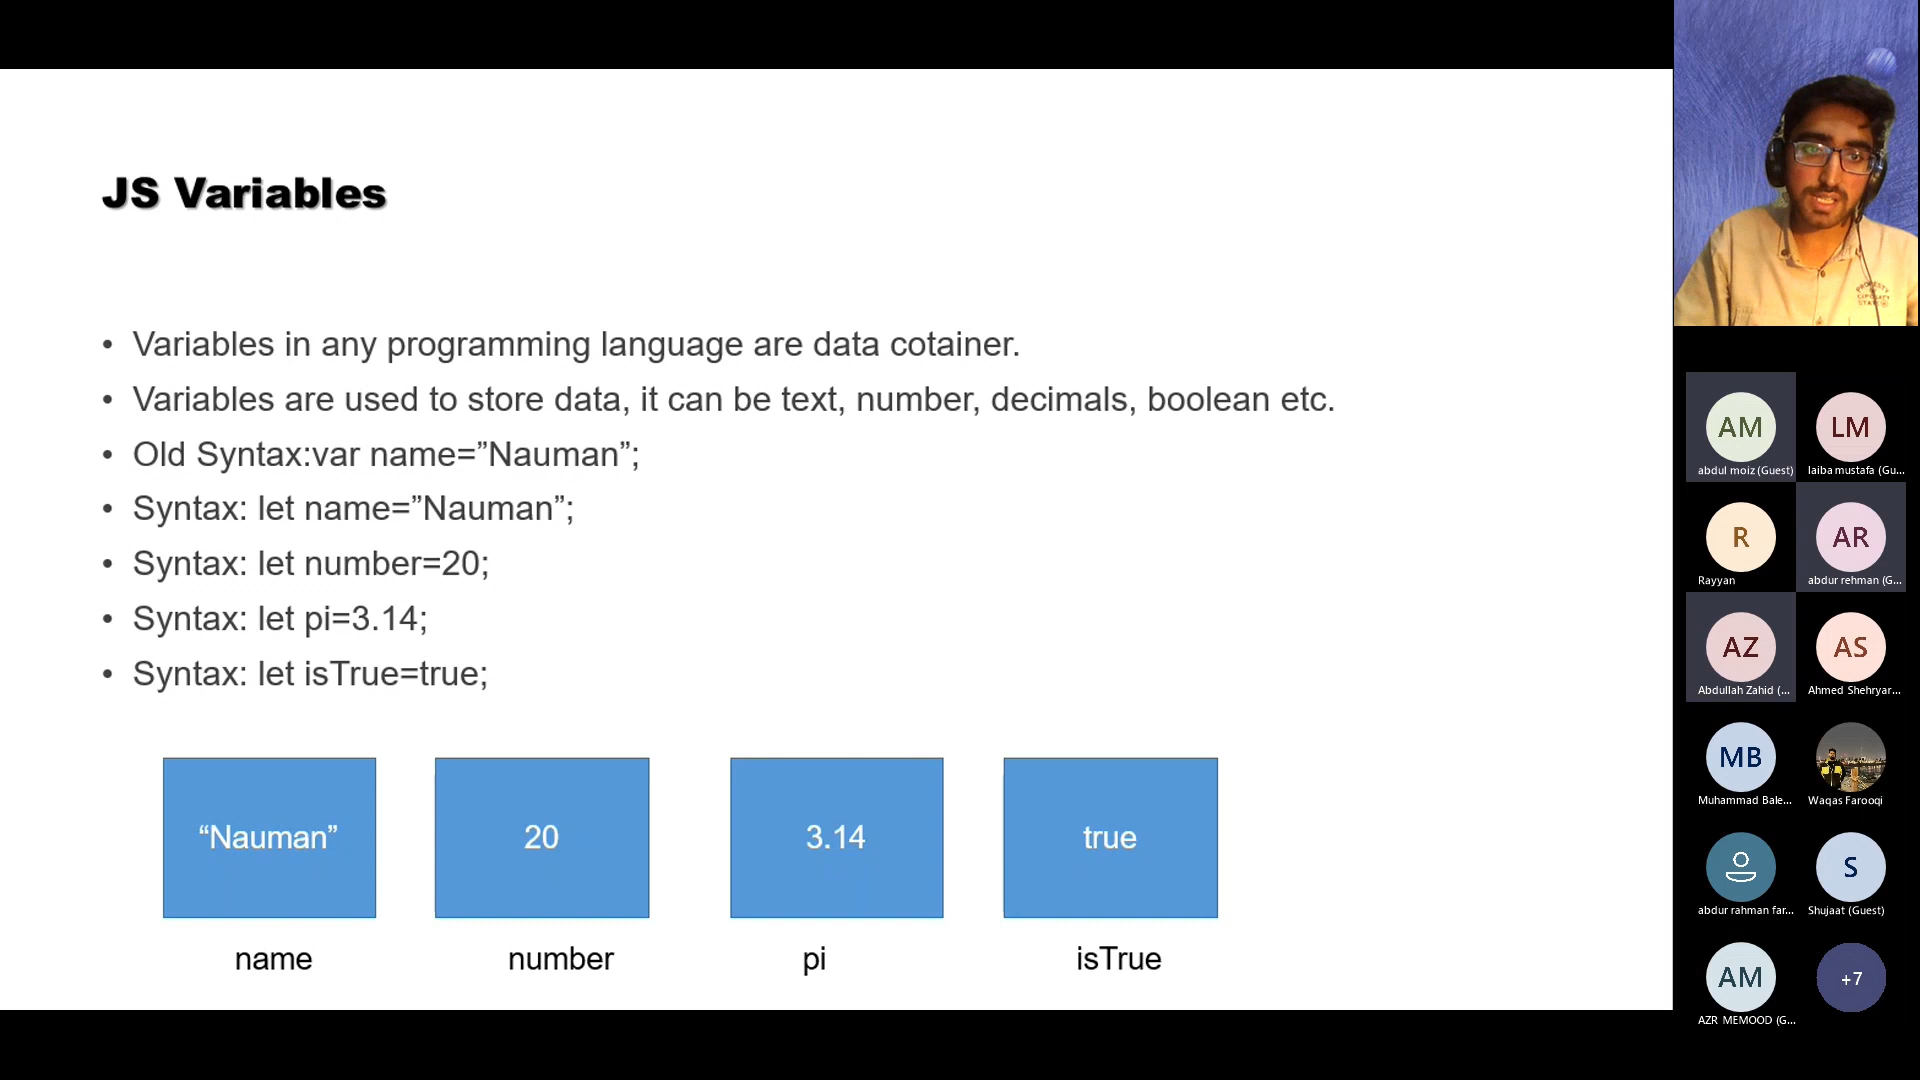 JS Variables
• Variables in any programming language are data cotainer.
• Variables are used to store data, it can be text, number, decimals, boolean etc.
• Old Syntax:var name=”Nauman”;
• Syntax: let name=”Nauman”;
• Syntax: let number=20;
• Syntax: let pi=3.14;
• Syntax: let isTrue=true;
“Nauman” 20 3.14 true
name number pi isTrue
AM LM
abdul moiz (Guest) laiba mustafa (Gu...
R AR
Rayyan abdur rehman (G...
AZ AS
Abdullah Zahid (... Ahmed Shehryar...
MB
Muhammad Bale... Waqas Farooqi
S
abdur rahman far... Shujaat (Guest)
AM +7
AZR MEMOOD (G...